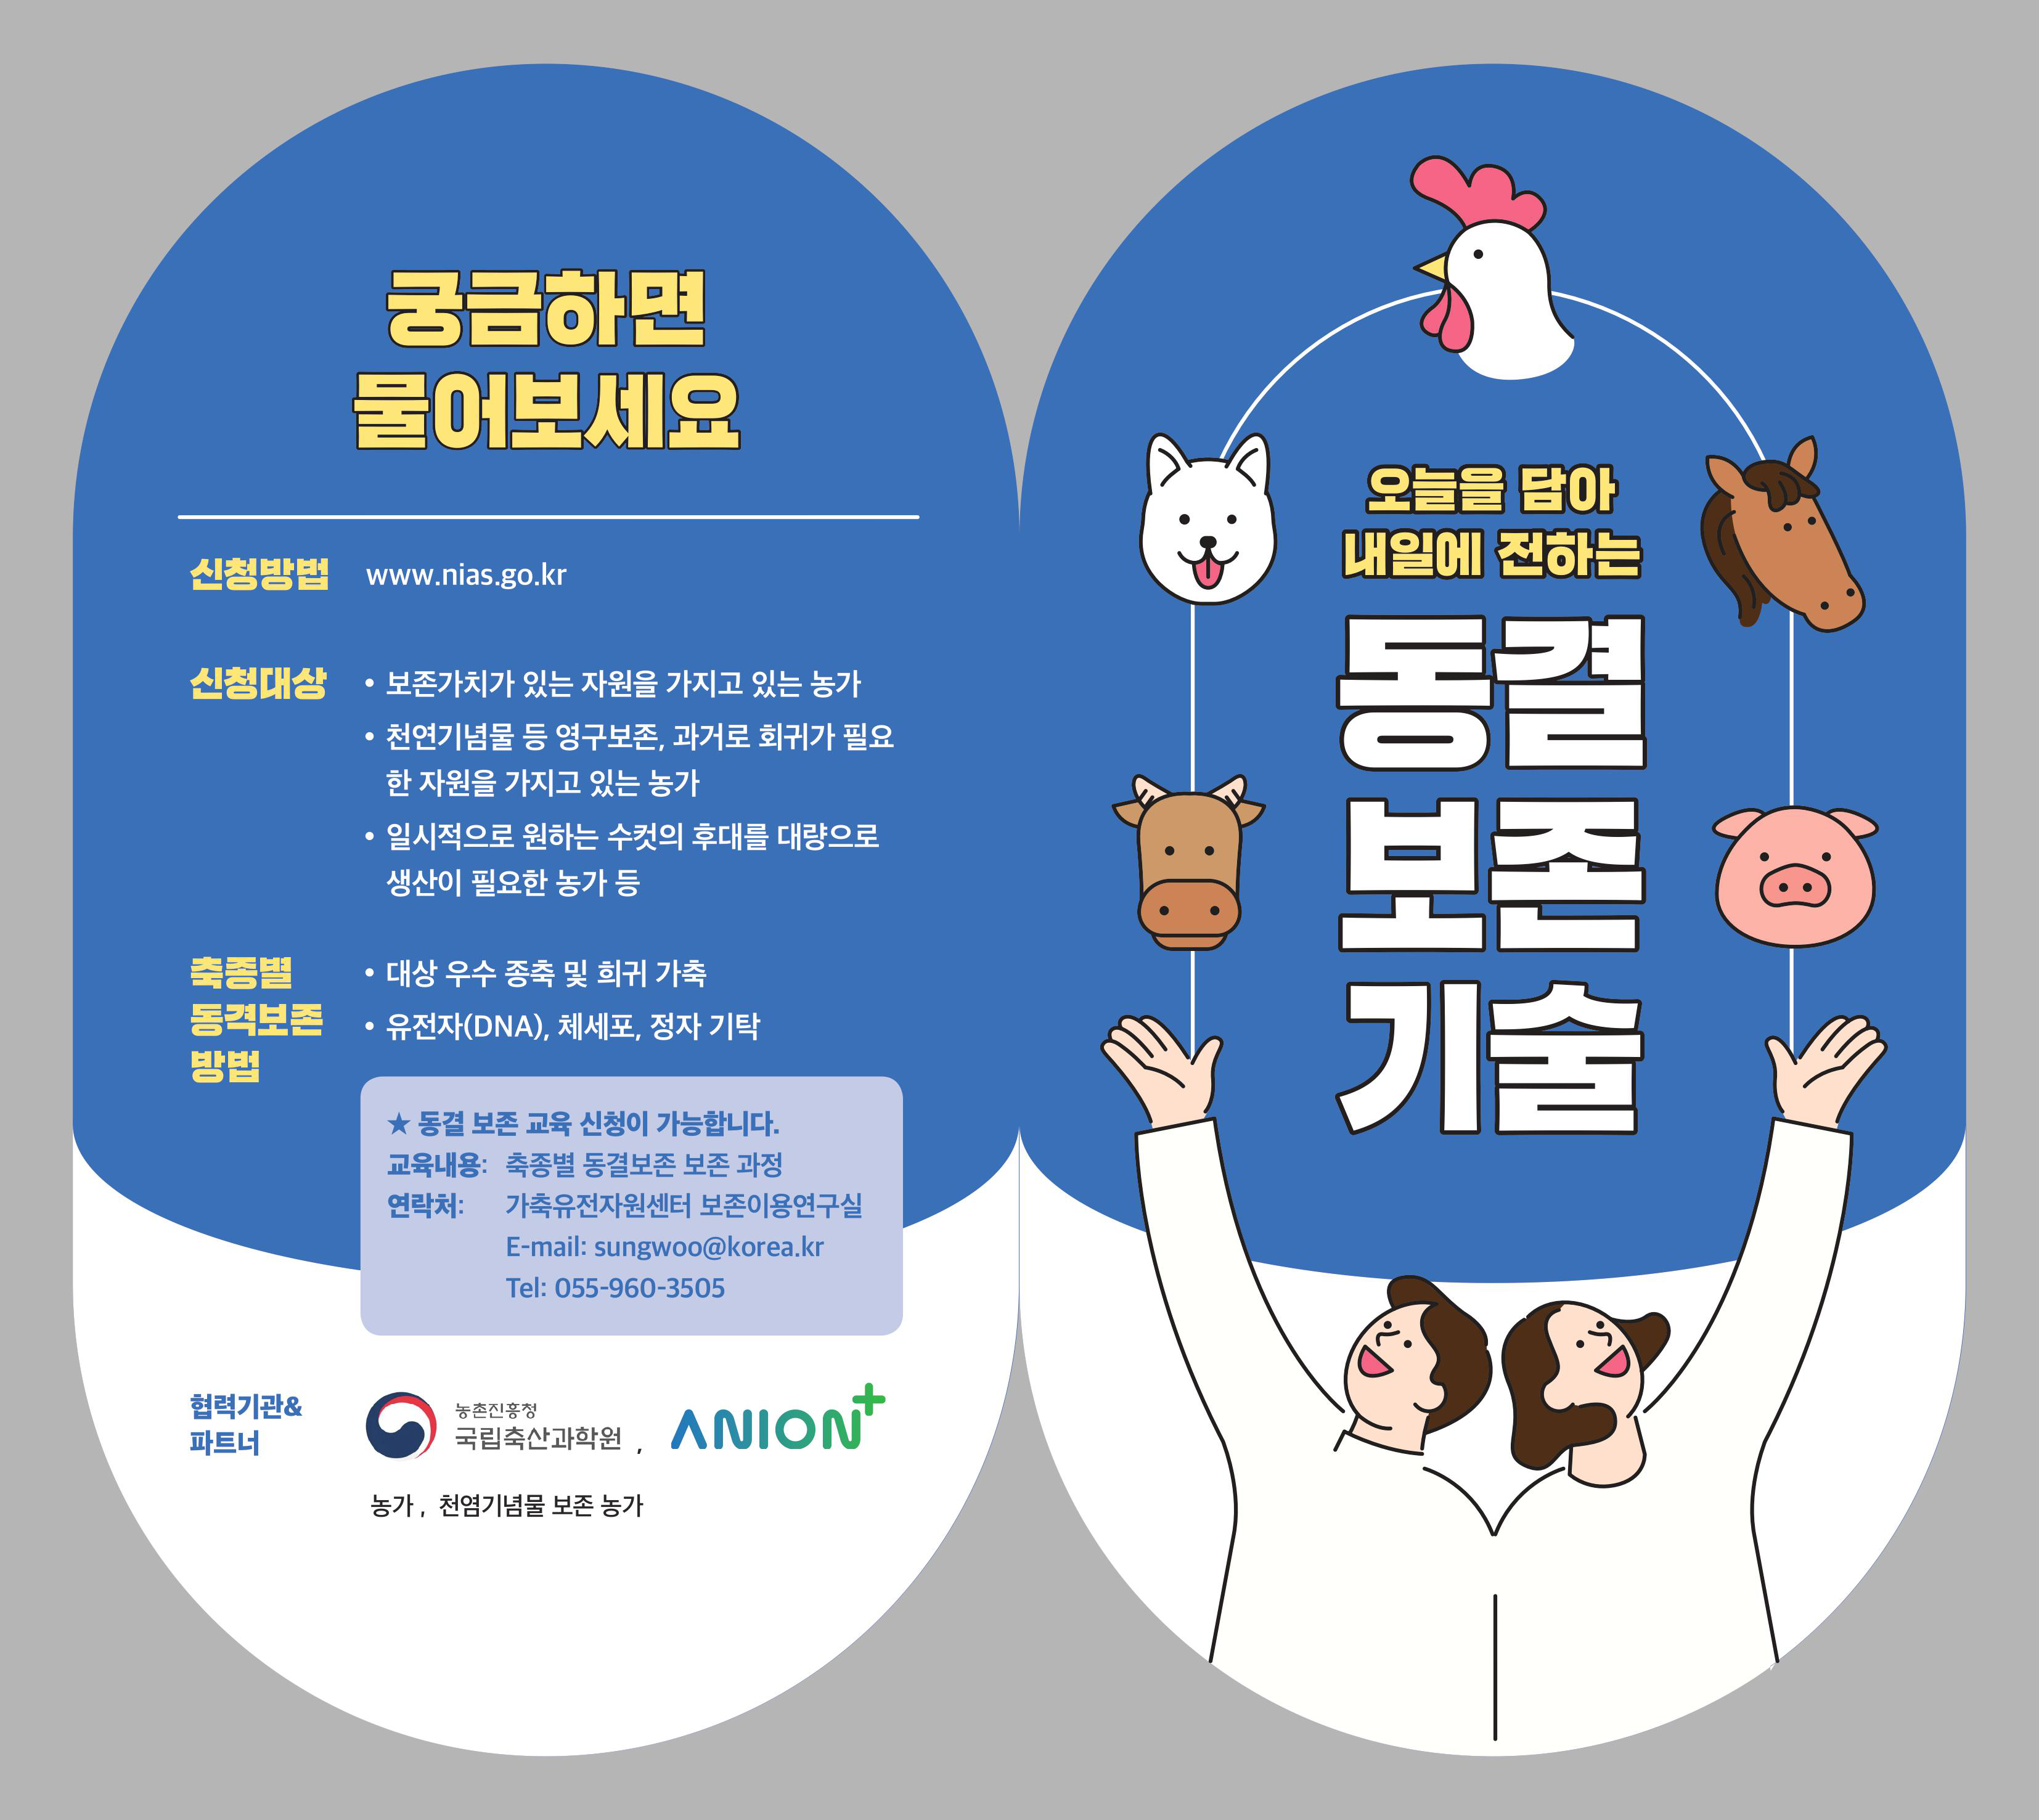 궁금하면
물어보세요
신청방법 www.nias.go.kr
신청대상 • 보존가치가 있는 자원을 가지고 있는 농가
• 천연기념물 등 영구보존, 과거로 회귀가 필요
한 자원을 가지고 있는 농가
• 일시적으로 원하는 수컷의 후대를 대량으로
생산이 필요한 농가 등
축종별
동격보존
방법
• 대상 우수 종축 및 희귀 가축
• 유전자(DNA), 체세포, 정자 기탁
★ 동결 보존 교육 신청이 가능합니다.
교육내용: 축종별 동결보존 보존 과정
연락처: 가축유전자원센터 보존이용연구실
E-mail: sungwoo@korea.kr
Tel: 055-960-3505
협력기관&
파트너
농촌진흥청
국립축산과학원 ,
ANION+
농가 , 천염기념물 보존 농가
오늘을 담아
내일에 전하는
동결
보존
기술